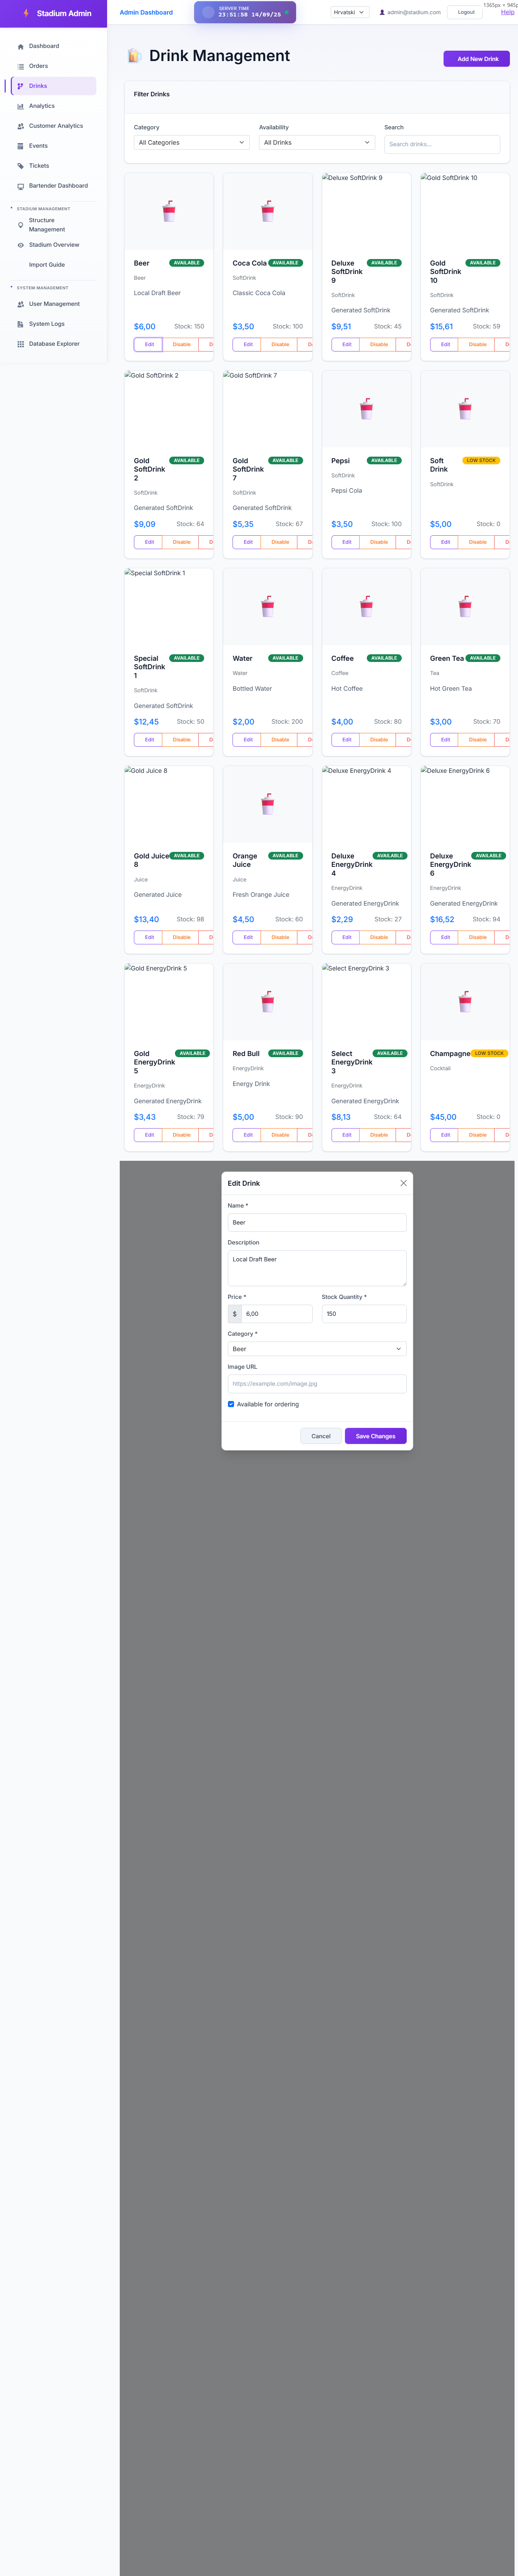 Stadium Admin
Admin Dashboard
SERVER TIME
23:51:58 14/09/25
Hrvatski
admin@stadium.com
Logout
Help
Dashboard
Orders
Drinks
Analytics
Customer Analytics
Events
Tickets
Bartender Dashboard
STADIUM MANAGEMENT
Structure
Management
Stadium Overview
Import Guide
SYSTEM MANAGEMENT
User Management
System Logs
Database Explorer
Drink Management
Add New Drink
Filter Drinks
Category
All Categories
Availability
All Drinks
Search
Search drinks...
Beer
AVAILABLE
Beer
Local Draft Beer
$6,00
Stock: 150
Edit
Disable
Coca Cola
AVAILABLE
SoftDrink
Classic Coca Cola
$3,50
Stock: 100
Edit
Disable
Deluxe SoftDrink 9
Deluxe
SoftDrink
9
AVAILABLE
SoftDrink
Generated SoftDrink
$9,51
Stock: 45
Edit
Disable
Gold SoftDrink 10
Gold
SoftDrink
10
AVAILABLE
SoftDrink
Generated SoftDrink
$15,61
Stock: 59
Edit
Disable
Gold SoftDrink 2
Gold
SoftDrink
2
AVAILABLE
SoftDrink
Generated SoftDrink
$9,09
Stock: 64
Edit
Disable
Gold SoftDrink 7
Gold
SoftDrink
7
AVAILABLE
SoftDrink
Generated SoftDrink
$5,35
Stock: 67
Edit
Disable
Pepsi
AVAILABLE
SoftDrink
Pepsi Cola
$3,50
Stock: 100
Edit
Disable
Soft
Drink
LOW STOCK
SoftDrink
$5,00
Stock: 0
Edit
Disable
Special SoftDrink 1
Special
SoftDrink
1
AVAILABLE
SoftDrink
Generated SoftDrink
$12,45
Stock: 50
Edit
Disable
Water
AVAILABLE
Water
Bottled Water
$2,00
Stock: 200
Edit
Disable
Coffee
AVAILABLE
Coffee
Hot Coffee
$4,00
Stock: 80
Edit
Disable
Green Tea
AVAILABLE
Tea
Hot Green Tea
$3,00
Stock: 70
Edit
Disable
Gold Juice 8
Gold Juice
8
AVAILABLE
Juice
Generated Juice
$13,40
Stock: 98
Edit
Disable
Orange
Juice
AVAILABLE
Juice
Fresh Orange Juice
$4,50
Stock: 60
Edit
Disable
Deluxe EnergyDrink 4
Deluxe
EnergyDrink
4
AVAILABLE
EnergyDrink
Generated EnergyDrink
$2,29
Stock: 27
Edit
Disable
Deluxe EnergyDrink 6
Deluxe
EnergyDrink
6
AVAILABLE
EnergyDrink
Generated EnergyDrink
$16,52
Stock: 94
Edit
Disable
Gold EnergyDrink 5
Gold
EnergyDrink
5
AVAILABLE
EnergyDrink
Generated EnergyDrink
$3,43
Stock: 79
Edit
Disable
Red Bull
AVAILABLE
EnergyDrink
Energy Drink
$5,00
Stock: 90
Edit
Disable
Select EnergyDrink 3
Select
EnergyDrink
3
AVAILABLE
EnergyDrink
Generated EnergyDrink
$8,13
Stock: 64
Edit
Disable
Champagne
LOW STOCK
Cocktail
$45,00
Stock: 0
Edit
Disable
Edit Drink
Name *
Beer
Description
Local Draft Beer
Price *
$ 6,00
Stock Quantity *
150
Category *
Beer
Image URL
https://example.com/image.jpg
Available for ordering
Cancel
Save Changes